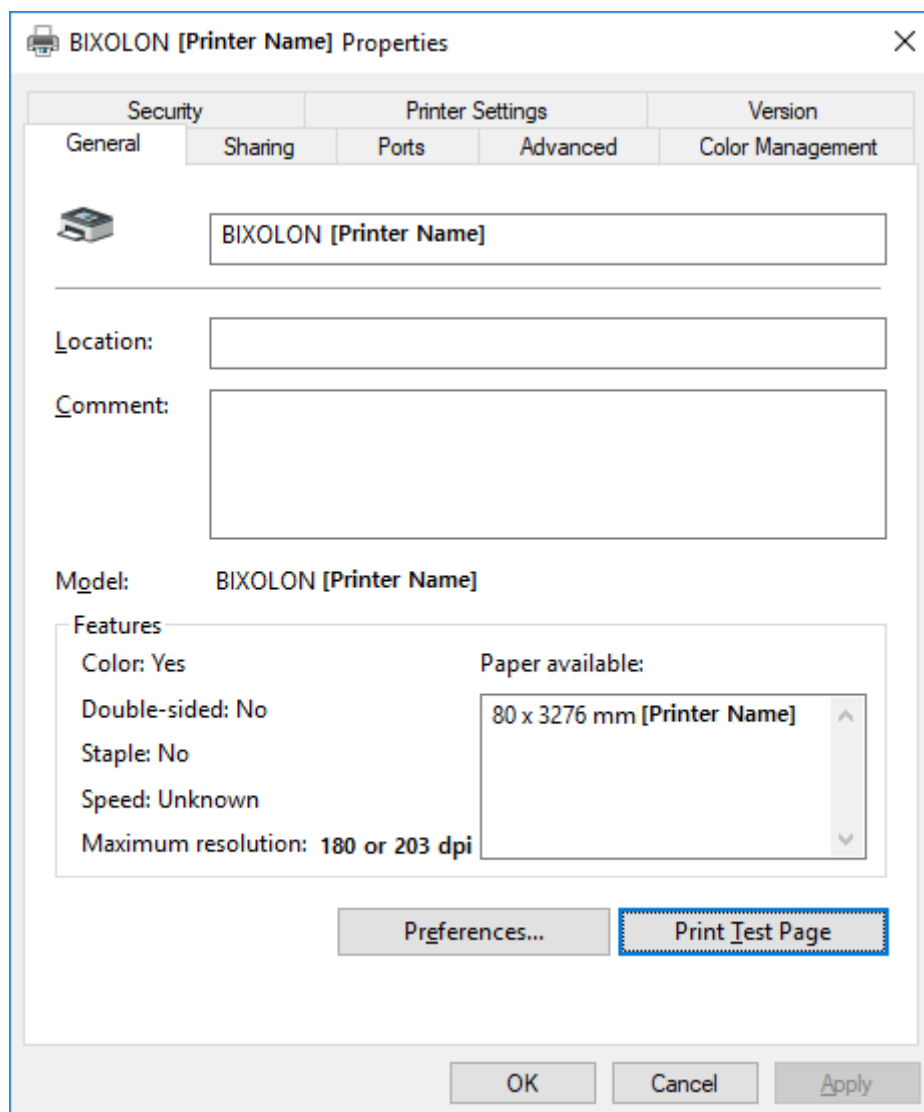 BIXOLON [Printer Name] Properties
Security Printer Settings Version
General Sharing Ports Advanced Color Management
BIXOLON [Printer Name]
Location:
Comment:
Model: BIXOLON [Printer Name]
Features
Color: Yes Paper available:
Double-sided: No 80 x 3276 mm [Printer Name]
Staple: No
Speed: Unknown
Maximum resolution: 180 or 203 dpi
Preferences... Print Test Page
OK Cancel Apply